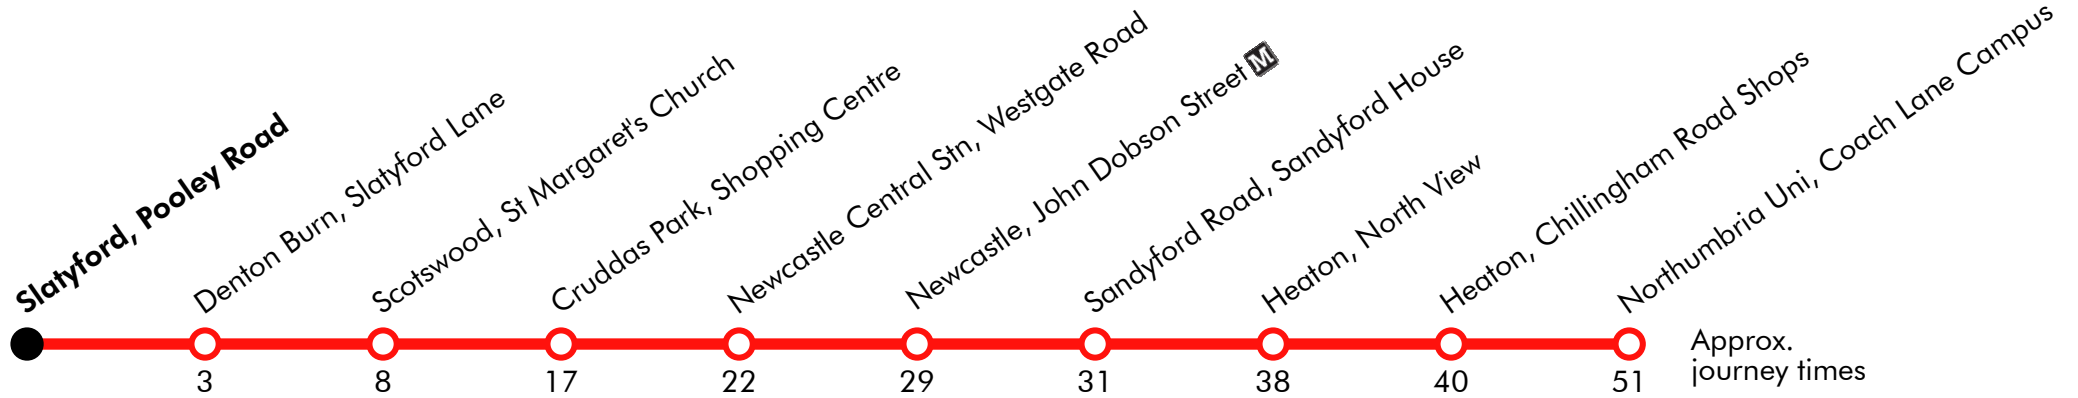 Slatyford, Pooley Road
Denton Burn, Slatyford Lane
Scotswood, St Margaret's Church
Cruddas Park, Shopping Centre
Newcastle Central Stn, Westgate Road
Newcastle, John Dobson Street M
Sandyford Road, Sandyford House
Heaton, North View
Heaton, Chillingham Road Shops
Northumbria Uni, Coach Lane Campus
3 8 17 22 29 31 38 40 51
Approx.
journey times